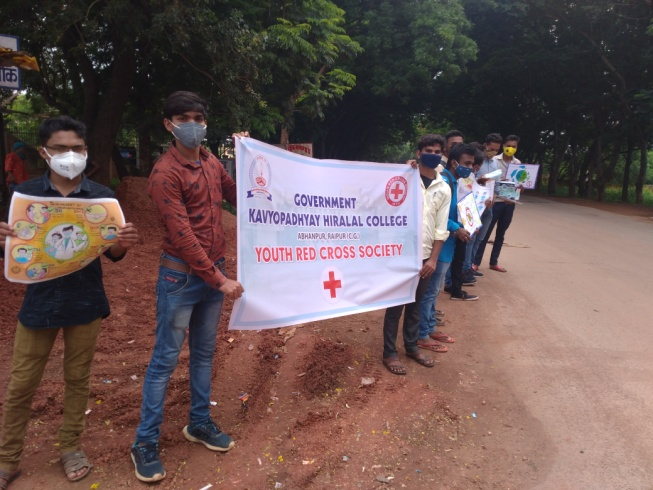 GOVERNMENT
KAVYOPADHYAY HIRALAL COLLEGE
ABHANPUR, RAIPUR (C.G.)
YOUTH RED CROSS SOCIETY